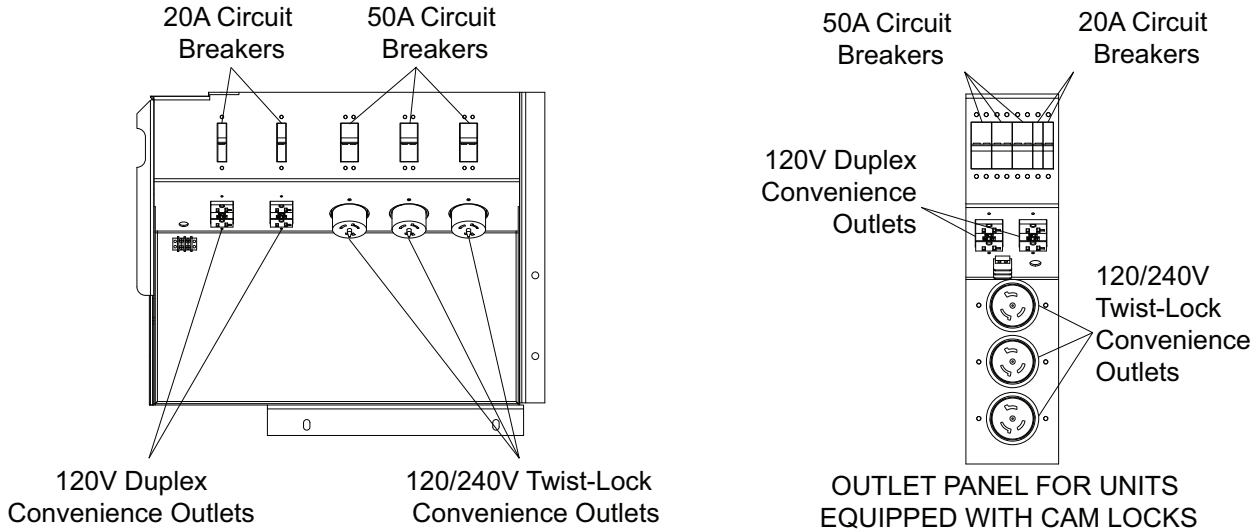 20A Circuit
Breakers
50A Circuit
Breakers
120V Duplex
Convenience Outlets
120/240V Twist-Lock
Convenience Outlets
50A Circuit
Breakers
20A Circuit
Breakers
120V Duplex
Convenience
Outlets
120/240V
Twist-Lock
Convenience
Outlets
OUTLET PANEL FOR UNITS
EQUIPPED WITH CAM LOCKS